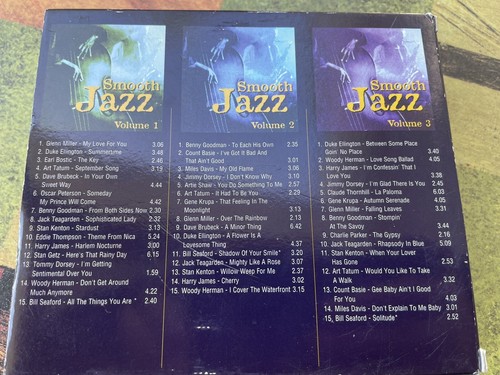 Smooth
Jazz
Volume 1
1. Glenn Miller - My Love For You 3.06
2. Duke Elington - Summertime 3.48
3. Earl Bostic - The Key 2.46
4. Art Tatum - September Song 3.19
5. Dave Brubeck - In Your Own
Sweet Way 4.44
6. Oscar Peterson - Someday
My Prince Will Come 4.42
7. Benny Goodman - From Both Sides Now 2.30
8. Jack Teagarden - Sophisticated Lady 2.32
9. Stan Kenton - Stardust 3.13
10. Eddie Thompson - Theme From Nica 5.24
11. Harry James - Harlem Nocturne 3.00
12. Stan Getz - Here's That Rainy Day 6.15
13. Tommy Dorsey - I'm Getting
Sentimental Over You 1.59
14. Woody Herman - Don't Get Around
Much Anymore 4.22
15. Bill Seaford - All The Things You Are * 2.40
Smooth
Jazz
Volume 2
1. Benny Goodman - To Each His Own 2.35
2. Count Basie - I've Got It Bad And
That Ain't Good 3.01
3. Miles Davis - My Old Flame 3.06
4. Jimmy Dorsey - I Don't Know Why 3.10
5. Artie Shaw - You Do Something To Me 2.57
6. Art Tatum - It Had To Be You 2.29
7. Gene Krupa - That Feeling In The
Moonlight 3.13
8. Glenn Miller - Over The Rainbow 2.13
9. Dave Brubeck - A Minor Thing 6.42
10. Duke Elington - A Flower Is A
Lovesome Thing 4.37
11. Bill Seaford - Shadow Of Your Smile* 3.20
12. Jack Teagarden - Mighty Like A Rose 3.10
13. Stan Kenton - Willow Weep For Me 2.37
14. Harry James - Cherry 3.02
15. Woody Herman - I Cover The Waterfront 3.15
Smooth
Jazz
Volume 3
1. Duke Elington - Between Some Place
Goin' No Place 3.40
2. Woody Herman - Love Song Ballad 4.05
3. Harry James - I'm Confessin' That I
Love You 3.38
4. Jimmy Dorsey - I'm Glad There Is You 2.45
5. Claude Thornhill - La Paloma 6.03
6. Gene Krupa - Autumn Serenade 4.05
7. Glenn Miller - Falling Leaves 3.31
8. Benny Goodman - Stompin'
At The Savoy 3.44
9. Charlie Parker - The Gypsy 2.16
10. Jack Teagarden - Rhapsody In Blue 5.09
11. Stan Kenton - When Your Lover
Has Gone 2.53
12. Art Tatum - Would You Like To Take
A Walk 3.32
13. Count Basie - Gee Baby Ain't I Good
For You 4.03
14. Miles Davis - Don't Explain To Me Baby 3.01
15. Bill Seaford - Solitude* 2.52